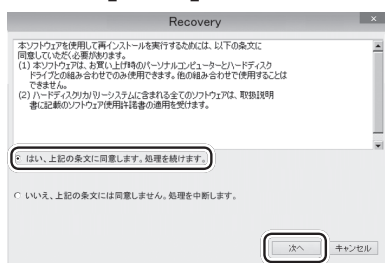 Recovery
×
本ソフトウェアを使用して再インストールを実行するためには、以下の条文に
同意していただく必要があります。
(1) 本ソフトウェアは、お買い上げ時のパーソナルコンピューターとハードディスク
ドライブとの組み合わせでのみ使用できます。他の組み合わせで使用することは
できません。
(2) ハードディスクリカバリーシステムに含まれる全てのソフトウェアは、取扱説明
書に記載のソフトウェア使用許諾書の適用を受けます。
はい、上記の条文に同意します。処理を続けます。
いいえ、上記の条文には同意しません。処理を中断します。
次へ
キャンセル